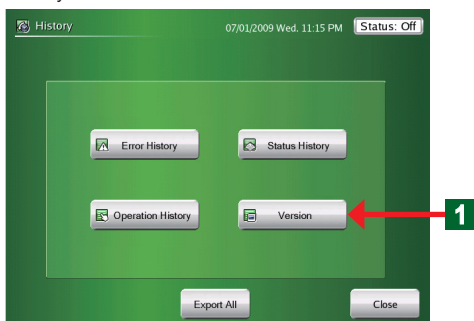 History 07/01/2009 Wed. 11:15 PM Status: Off
Error History Status History
Operation History Version
1
Export All Close